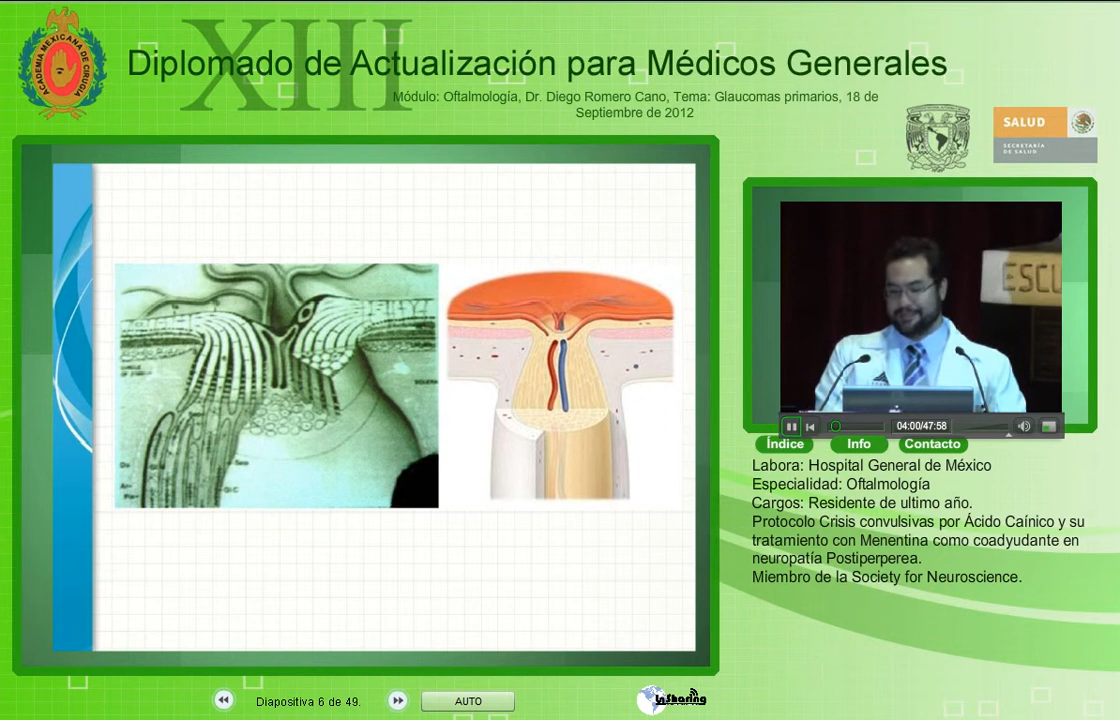 XIII
Diplomado de Actualización para Médicos Generales
Módulo: Oftalmología, Dr. Diego Romero Cano, Tema: Glaucomas primarios, 18 de
Septiembre de 2012
ACADEMIA MEXICANA DE CIRUGIA
SALUD
SECRETARÍA
DE SALUD
ESCU
04:00/47:58
Índice Info Contacto
Labora: Hospital General de México
Especialidad: Oftalmología
Cargos: Residente de ultimo año.
Protocolo Crisis convulsivas por Ácido Caínico y su
tratamiento con Menentina como coadyudante en
neuropatía Postiperperea.
Miembro de la Society for Neuroscience.
Diapositiva 6 de 49.
AUTO